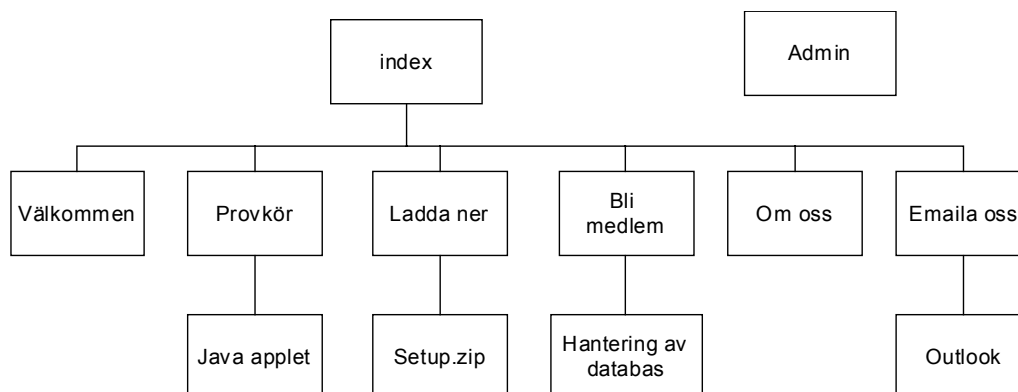 index
Admin
Välkommen
Provkör
Ladda ner
Bli
medlem
Om oss
Emaila oss
Java applet
Setup.zip
Hantering av
databas
Outlook